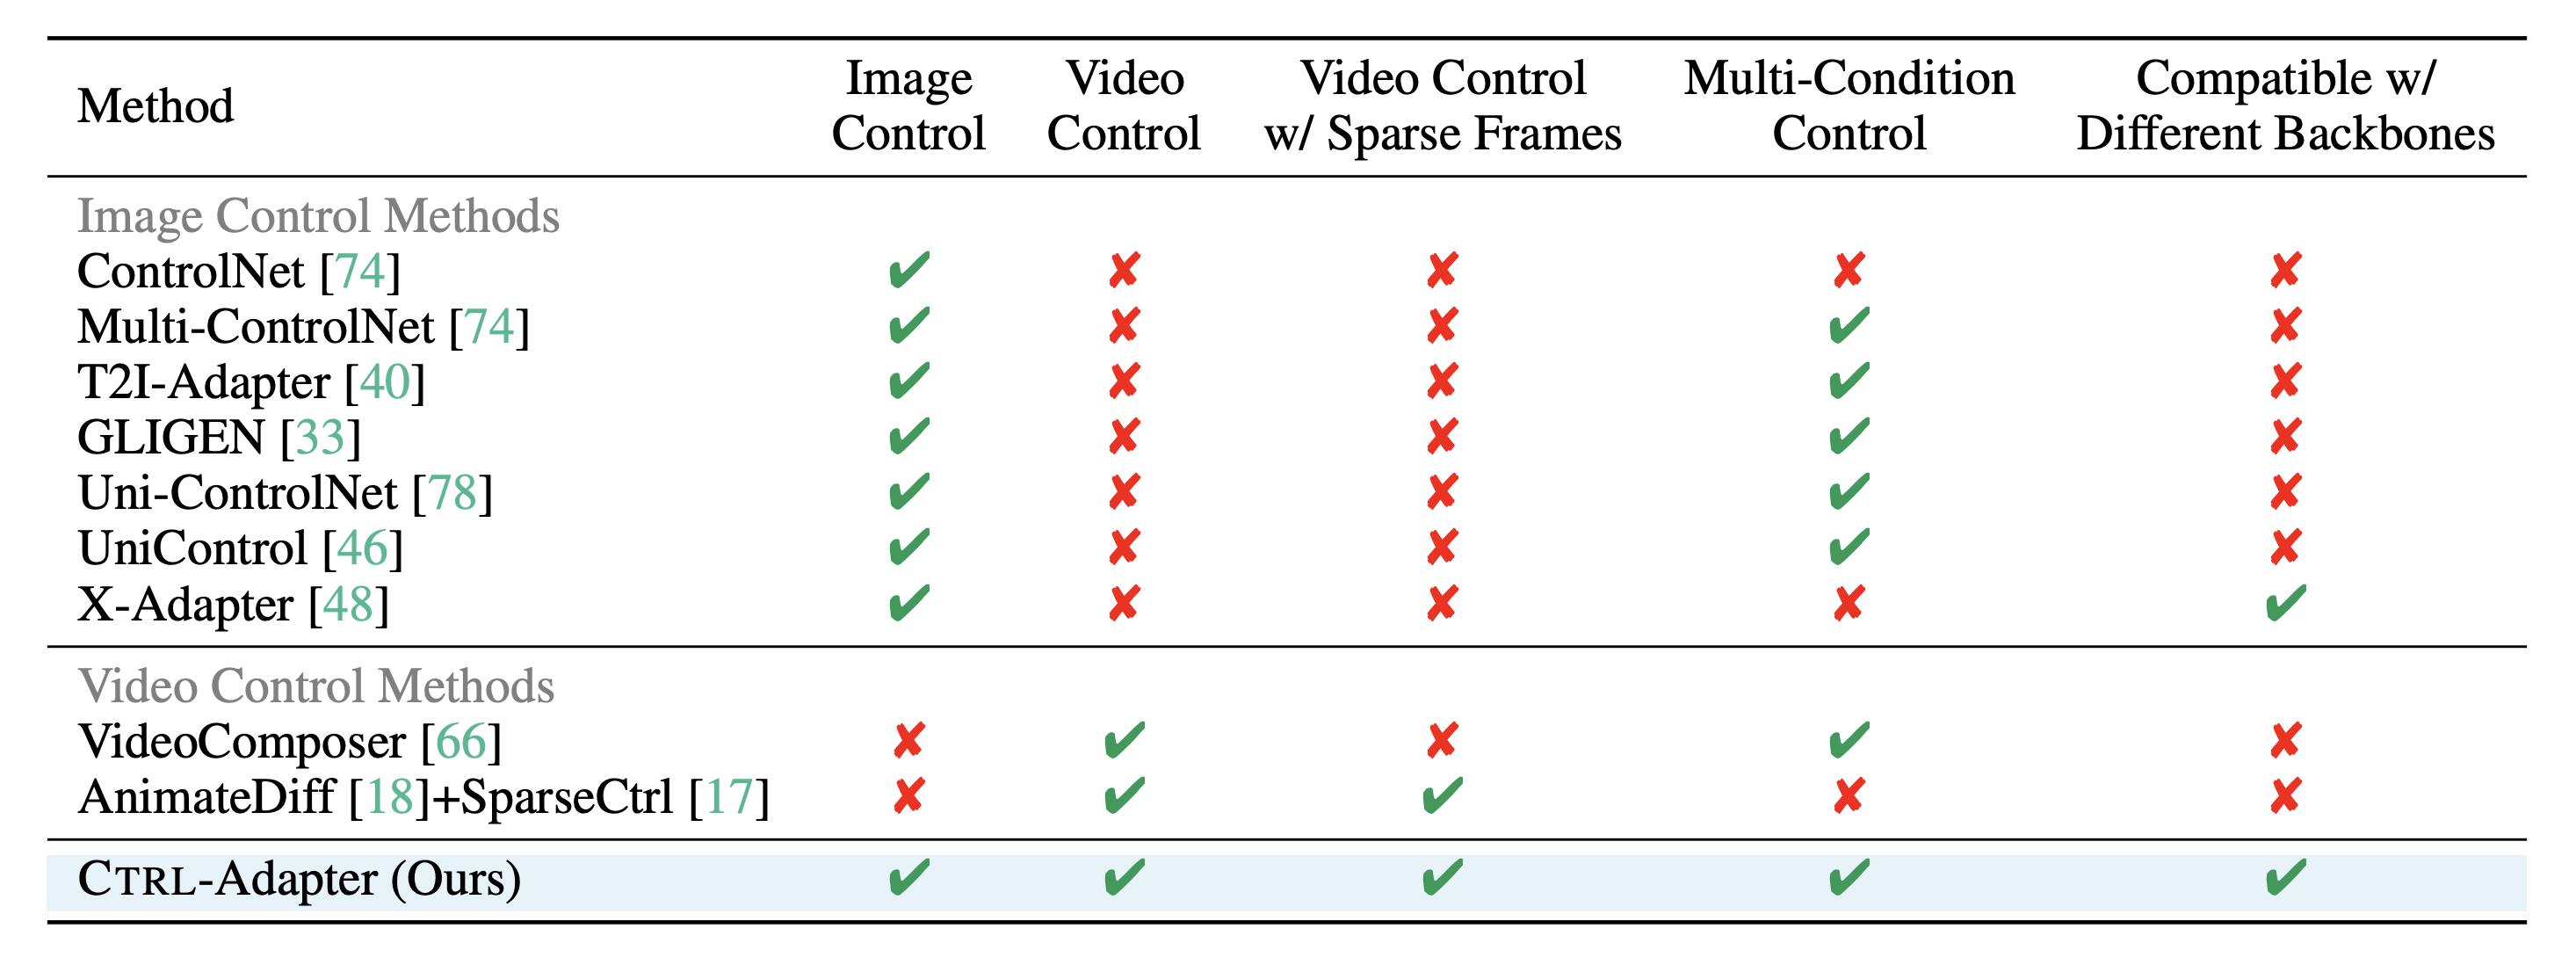 Method Image Control Video Control Video Control w/ Sparse Frames Multi-Condition Control Compatible w/ Different Backbones
Image Control Methods
ControlNet [74] ✔ ✘ ✘ ✘ ✘
Multi-ControlNet [74] ✔ ✘ ✘ ✔ ✘
T2I-Adapter [40] ✔ ✘ ✘ ✔ ✘
GLIGEN [33] ✔ ✘ ✘ ✔ ✘
Uni-ControlNet [78] ✔ ✘ ✘ ✔ ✘
UniControl [46] ✔ ✘ ✘ ✔ ✘
X-Adapter [48] ✔ ✘ ✘ ✘ ✔
Video Control Methods
VideoComposer [66] ✘ ✔ ✘ ✔ ✘
AnimateDiff [18]+SparseCtrl [17] ✘ ✔ ✔ ✘ ✘
CTRL-Adapter (Ours) ✔ ✔ ✔ ✔ ✔